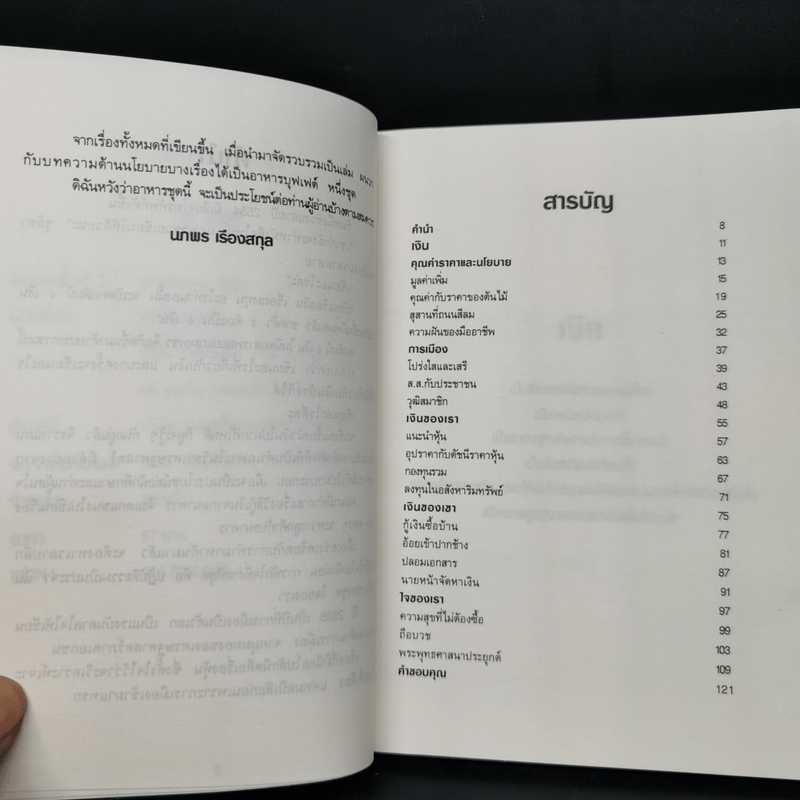 จากเรื่องทั้งหมดที่เขียนขึ้น เมื่อนำมาจัดรวบรวมเป็นเล่ม ผนวก
กับบทความด้านนโยบายบางเรื่องได้เป็นอาหารบุฟเฟต์ หนึ่งชุด
ดิฉันหวังว่าอาหารชุดนี้ จะเป็นประโยชน์ต่อท่านผู้อ่านบ้างตามสมควร
นภพร เรืองสกุล
สารบัญ
คำนำ 8
เงิน 11
คุณค่าราคาและนโยบาย 13
มูลค่าเพิ่ม 15
คุณค่ากับราคาของต้นไม้ 19
สุสานที่ถนนสีลม 25
ความฝันของมืออาชีพ 32
การเมือง 37
โปร่งใสและเสรี 39
ส.ส.กับประชาชน 43
วุฒิสมาชิก 48
เงินของเรา 55
แนะนำหุ้น 57
อุปราคากับดัชนีราคาหุ้น 63
กองทุนรวม 67
ลงทุนในอสังหาริมทรัพย์ 71
เงินของเขา 75
กู้เงินซื้อบ้าน 77
อ้อยเข้าปากช้าง 81
ปลอมเอกสาร 87
นายหน้าจัดหาเงิน 91
ใจของเรา 97
ความสุขที่ไม่ต้องซื้อ 99
ถือบวช 103
พระพุทธศาสนาประยุกต์ 109
คำขอบคุณ 121